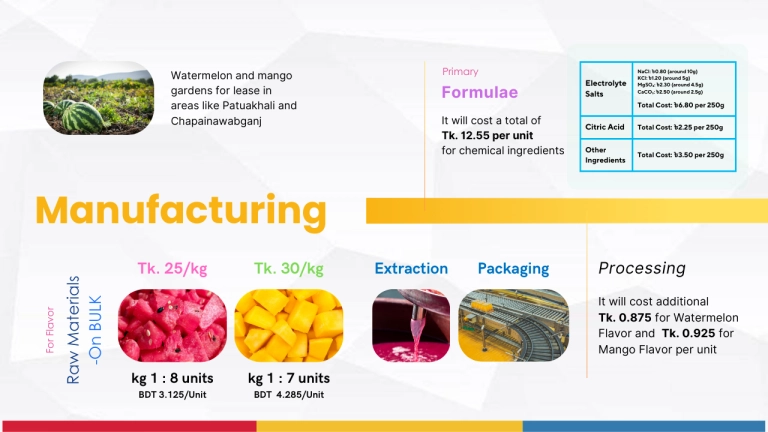 Watermelon and mango
gardens for lease in
areas like Patuakhali and
Chapainawabganj
Primary
Formulae
It will cost a total of
Tk. 12.55 per unit
for chemical ingredients
Electrolyte
Salts
NaCl: ৳0.80 (around 10g)
KCl: ৳1.20 (around 5g)
MgSO₄: ৳2.30 (around 4.5g)
CaCO₃: ৳2.50 (around 2.5g)
Total Cost: ৳6.80 per 250g
Citric Acid
Total Cost: ৳2.25 per 250g
Other
Ingredients
Total Cost: ৳3.50 per 250g
Manufacturing
For Flavor
Raw Materials
-On BULK
Tk. 25/kg
kg 1 : 8 units
BDT 3.125/Unit
Tk. 30/kg
kg 1 : 7 units
BDT 4.285/Unit
Extraction
Packaging
Processing
It will cost additional
Tk. 0.875 for Watermelon
Flavor and Tk. 0.925 for
Mango Flavor per unit